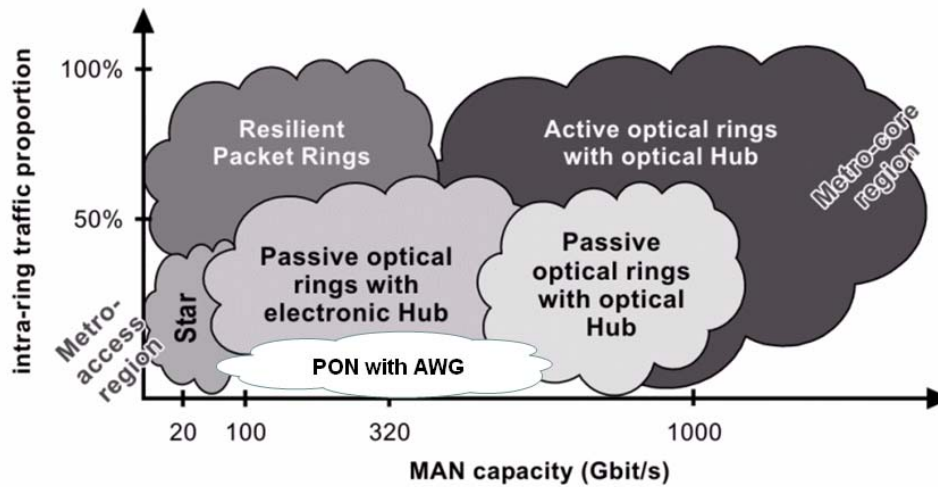 intra-ring traffic proportion
100%
50%
Resilient
Packet Rings
Active optical rings
with optical Hub
Metro-core
region
Passive optical
rings with
electronic Hub
Passive
optical rings
with optical
Hub
Star
Metro-
access
region
PON with AWG
20
100
320
1000
MAN capacity (Gbit/s)